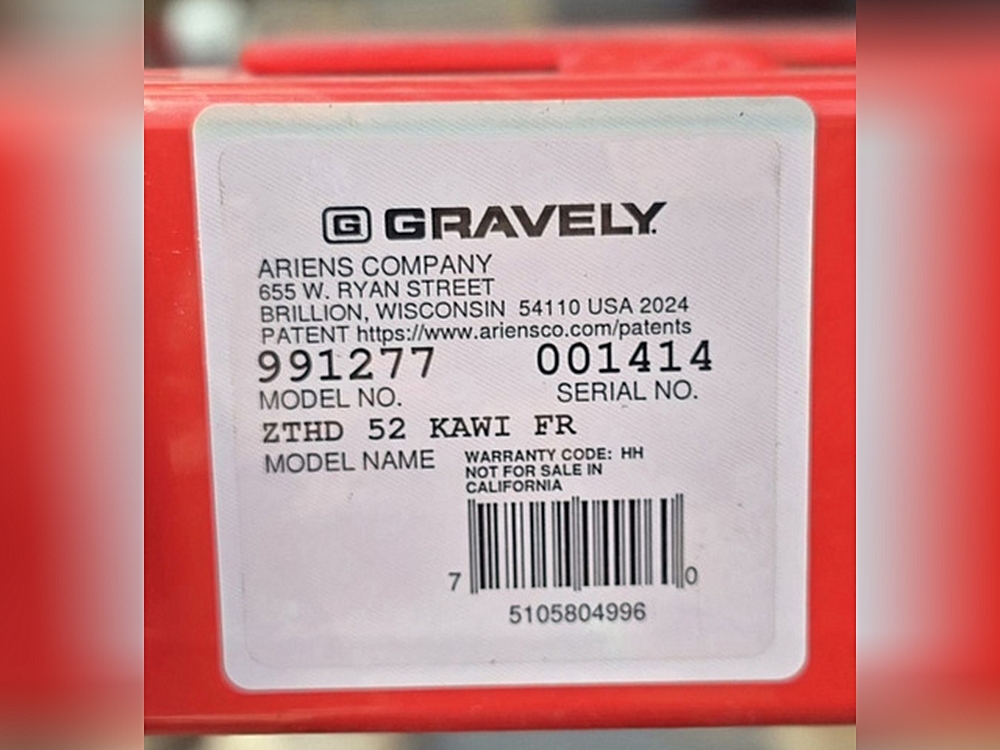 G GRAVELY
ARIENS COMPANY
655 W. RYAN STREET
BRILLION, WISCONSIN 54110 USA 2024
PATENT https://www.ariensco.com/patents
991277 001414
MODEL NO. SERIAL NO.
ZTHD 52 KAWI FR
MODEL NAME
WARRANTY CODE: HH
NOT FOR SALE IN
CALIFORNIA
7 0
5105804996